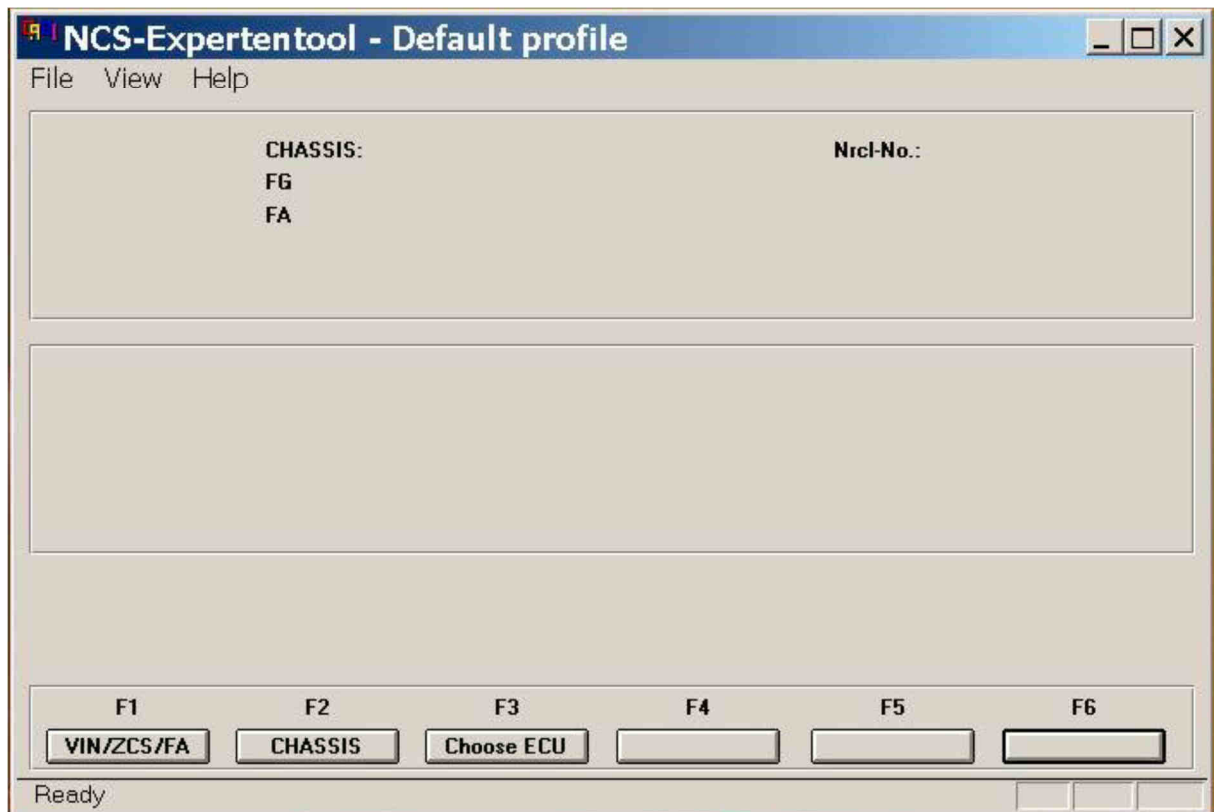 NCS-Expertentool - Default profile
File View Help
CHASSIS: Nrcl-No.:
FG
FA
F1 F2 F3 F4 F5 F6
VIN/ZCS/FA CHASSIS Choose ECU
Ready